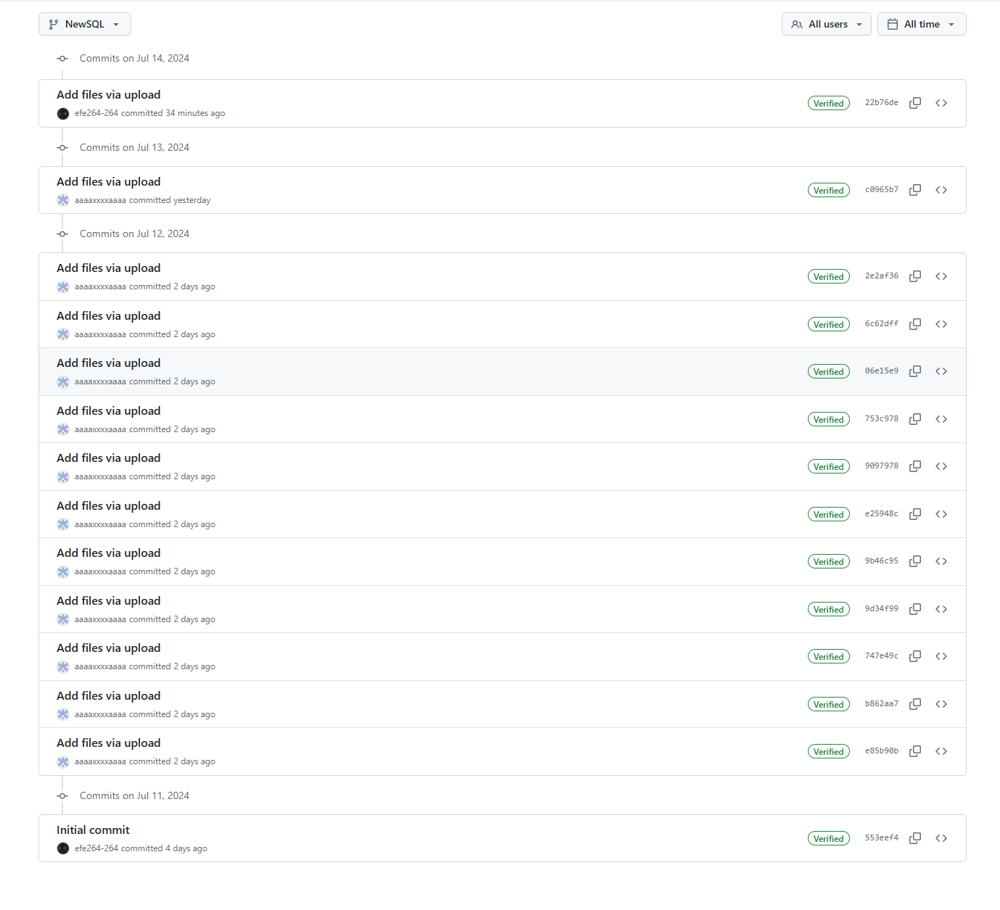 NewSQL
All users
All time
Commits on Jul 14, 2024
Add files via upload
efe264-264 committed 34 minutes ago
Verified
22b76de
Commits on Jul 13, 2024
Add files via upload
aaaaxxxxaaaa committed yesterday
Verified
c0965b7
Commits on Jul 12, 2024
Add files via upload
aaaaxxxxaaaa committed 2 days ago
Verified
2e2af36
Add files via upload
aaaaxxxxaaaa committed 2 days ago
Verified
6c62dff
Add files via upload
aaaaxxxxaaaa committed 2 days ago
Verified
06e15e9
Add files via upload
aaaaxxxxaaaa committed 2 days ago
Verified
753c978
Add files via upload
aaaaxxxxaaaa committed 2 days ago
Verified
9097978
Add files via upload
aaaaxxxxaaaa committed 2 days ago
Verified
e25948c
Add files via upload
aaaaxxxxaaaa committed 2 days ago
Verified
9b46c95
Add files via upload
aaaaxxxxaaaa committed 2 days ago
Verified
9d34f99
Add files via upload
aaaaxxxxaaaa committed 2 days ago
Verified
747e49c
Add files via upload
aaaaxxxxaaaa committed 2 days ago
Verified
b862aa7
Add files via upload
aaaaxxxxaaaa committed 2 days ago
Verified
e85b90b
Commits on Jul 11, 2024
Initial commit
efe264-264 committed 4 days ago
Verified
553eef4